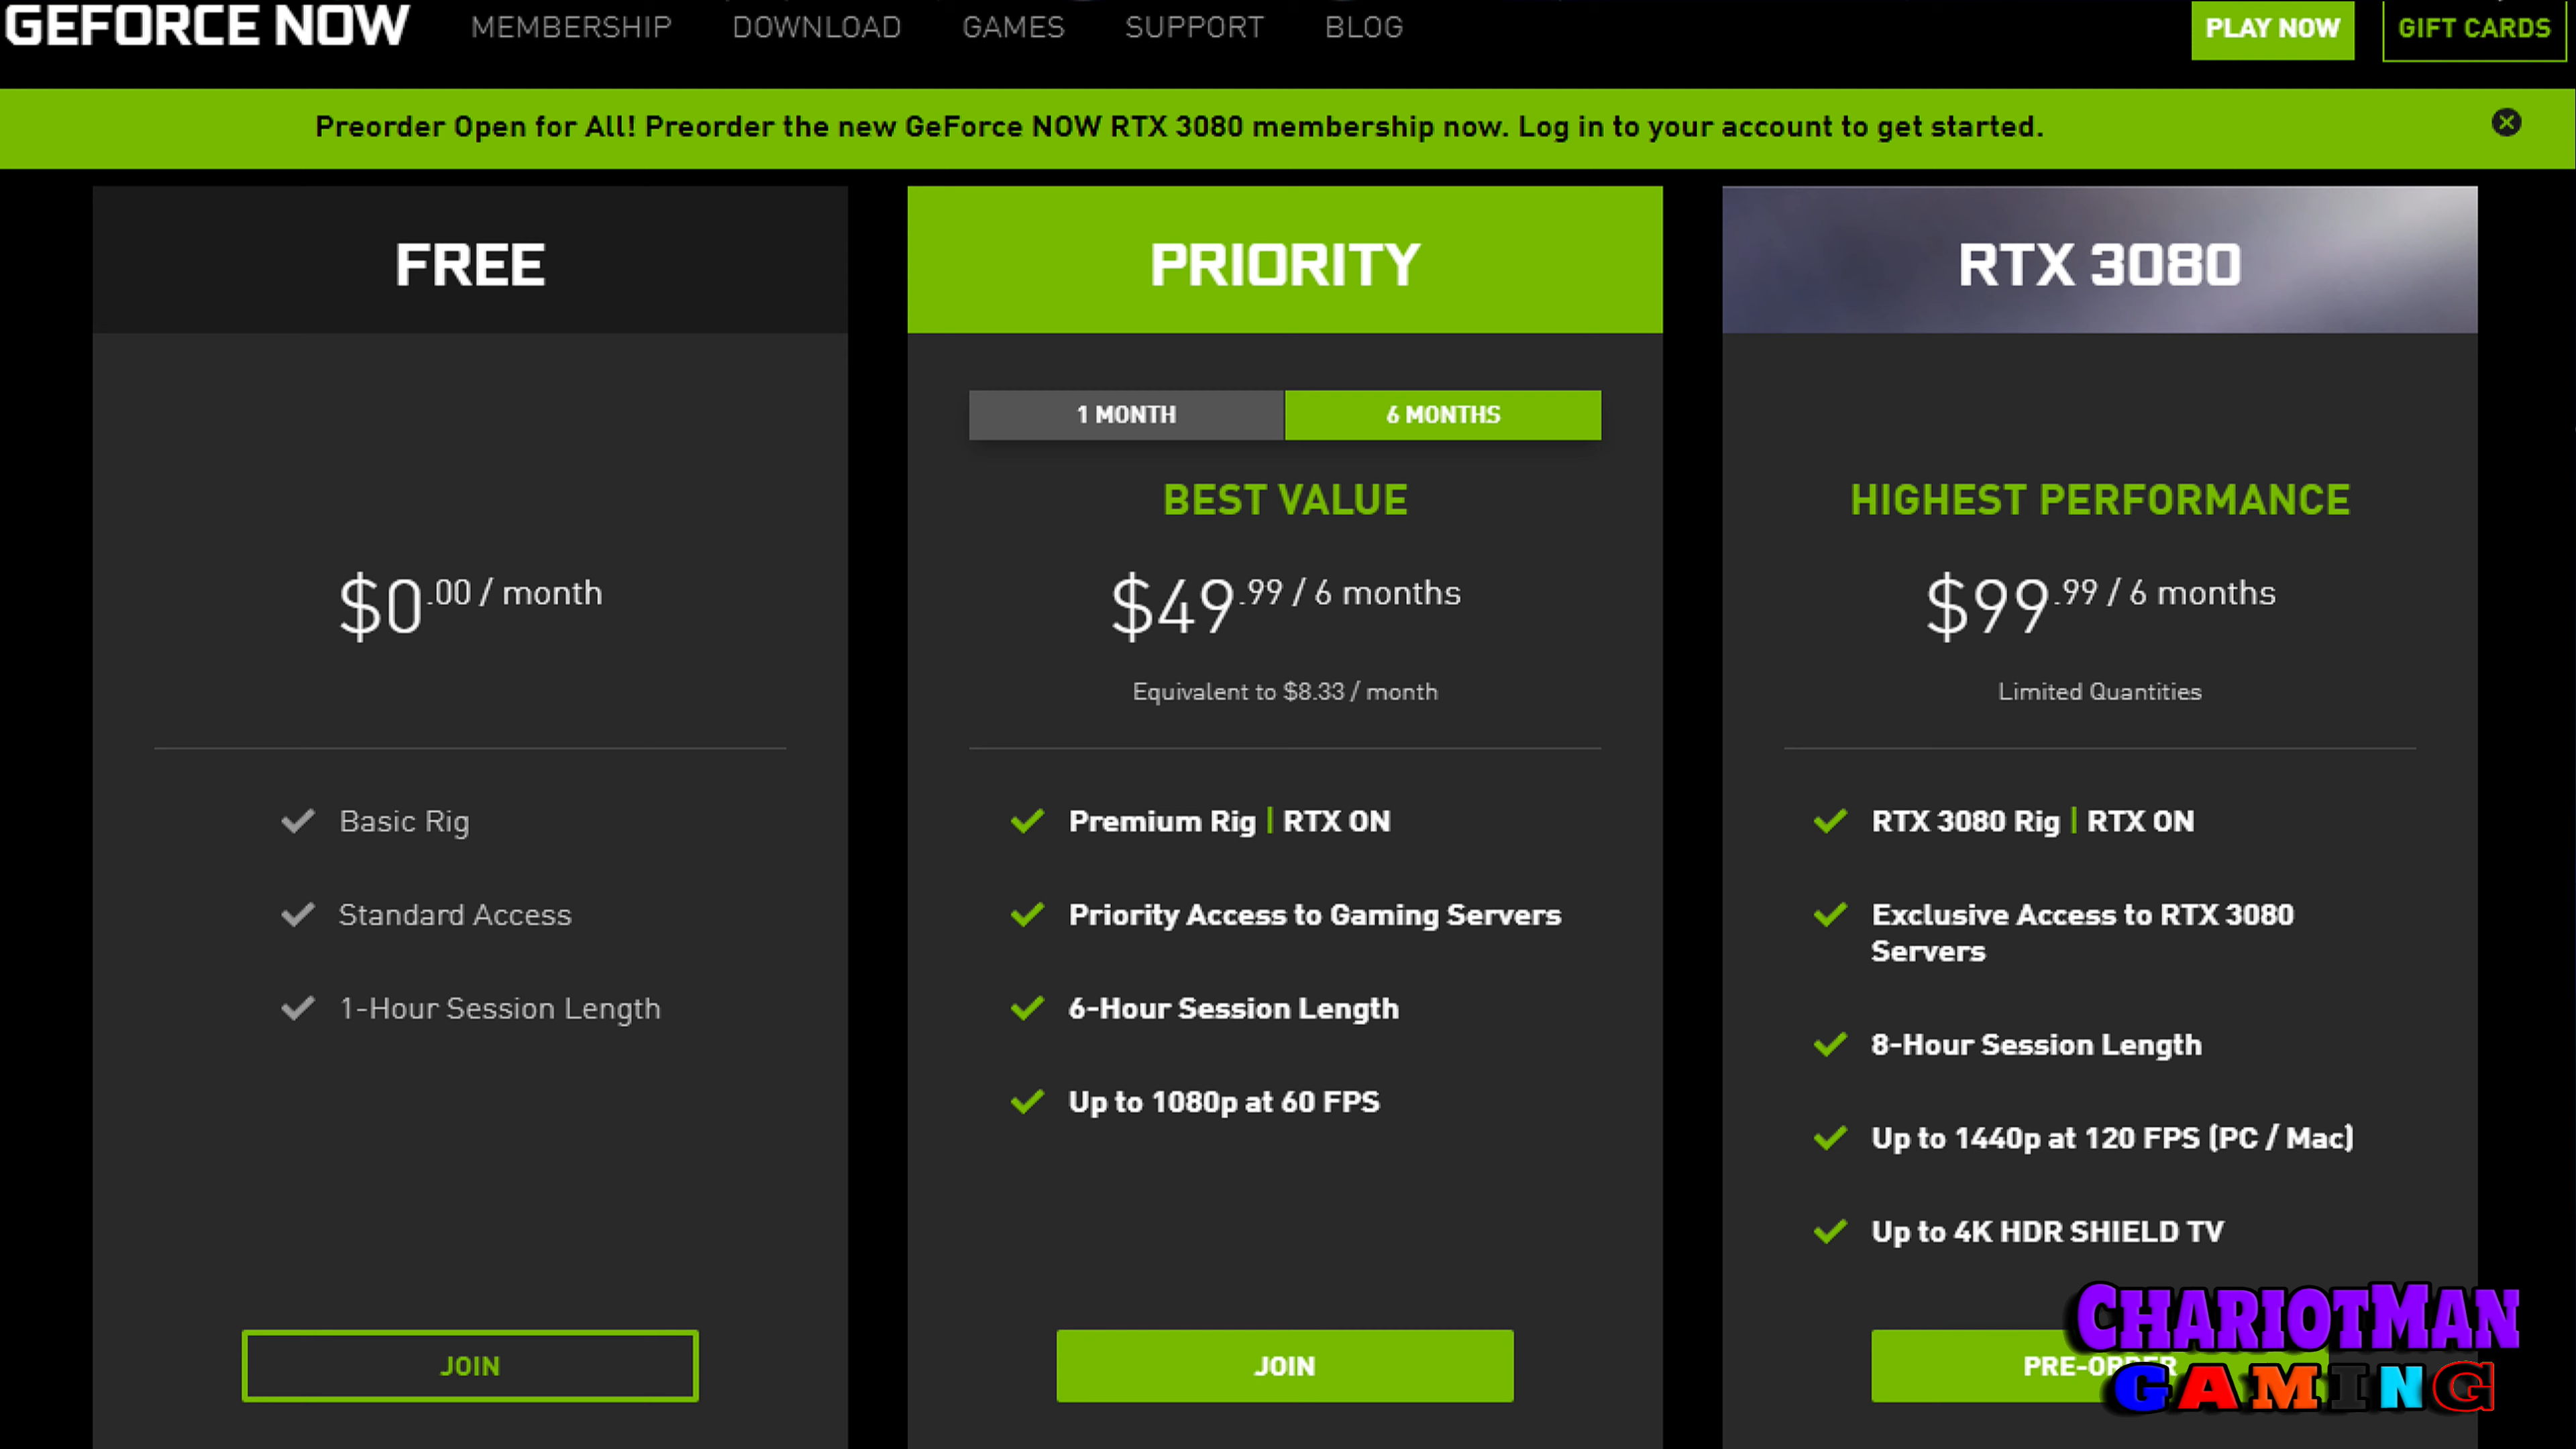 GEFORCE NOW MEMBERSHIP DOWNLOAD GAMES SUPPORT BLOG PLAY NOW GIFT CARDS
Preorder Open for All! Preorder the new GeForce NOW RTX 3080 membership now. Log in to your account to get started.
FREE
$0.00 / month
Basic Rig
Standard Access
1-Hour Session Length
JOIN
PRIORITY
1 MONTH 6 MONTHS
BEST VALUE
$49.99 / 6 months
Equivalent to $8.33 / month
Premium Rig | RTX ON
Priority Access to Gaming Servers
6-Hour Session Length
Up to 1080p at 60 FPS
JOIN
RTX 3080
HIGHEST PERFORMANCE
$99.99 / 6 months
Limited Quantities
RTX 3080 Rig | RTX ON
Exclusive Access to RTX 3080
Servers
8-Hour Session Length
Up to 1440p at 120 FPS (PC / Mac)
Up to 4K HDR SHIELD TV
PRE-ORDER
CHARIOTMAN
GAMING